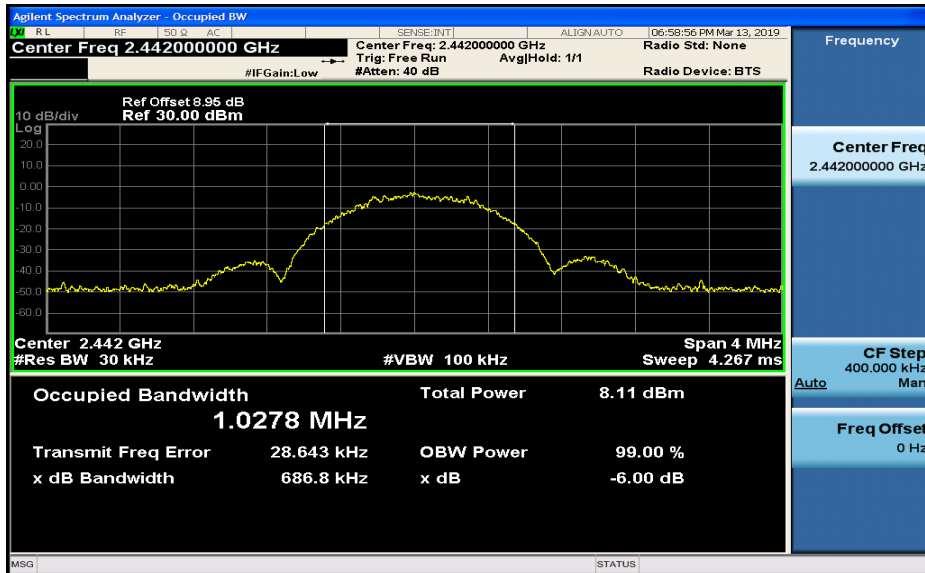 Agilent Spectrum Analyzer - Occupied BW
LXI RL RF 50 Ω AC SENSE:INT ALIGN AUTO 06:58:56 PM Mar 13, 2019
Center Freq 2.442000000 GHz
Center Freq: 2.442000000 GHz Radio Std: None
Trig: Free Run Avg|Hold: 1/1
#IFGain:Low #Atten: 40 dB Radio Device: BTS
Ref Offset 8.95 dB
10 dB/div Ref 30.00 dBm
Log
20.0
10.0
0.00
-10.0
-20.0
-30.0
-40.0
-50.0
-60.0
Center 2.442 GHz Span 4 MHz
#Res BW 30 kHz #VBW 100 kHz Sweep 4.267 ms
Occupied Bandwidth Total Power 8.11 dBm
1.0278 MHz
Transmit Freq Error 28.643 kHz OBW Power 99.00 %
x dB Bandwidth 686.8 kHz x dB -6.00 dB
MSG STATUS
Frequency
Center Freq
2.442000000 GHz
CF Step
400.000 kHz
Auto Man
Freq Offset
0 Hz